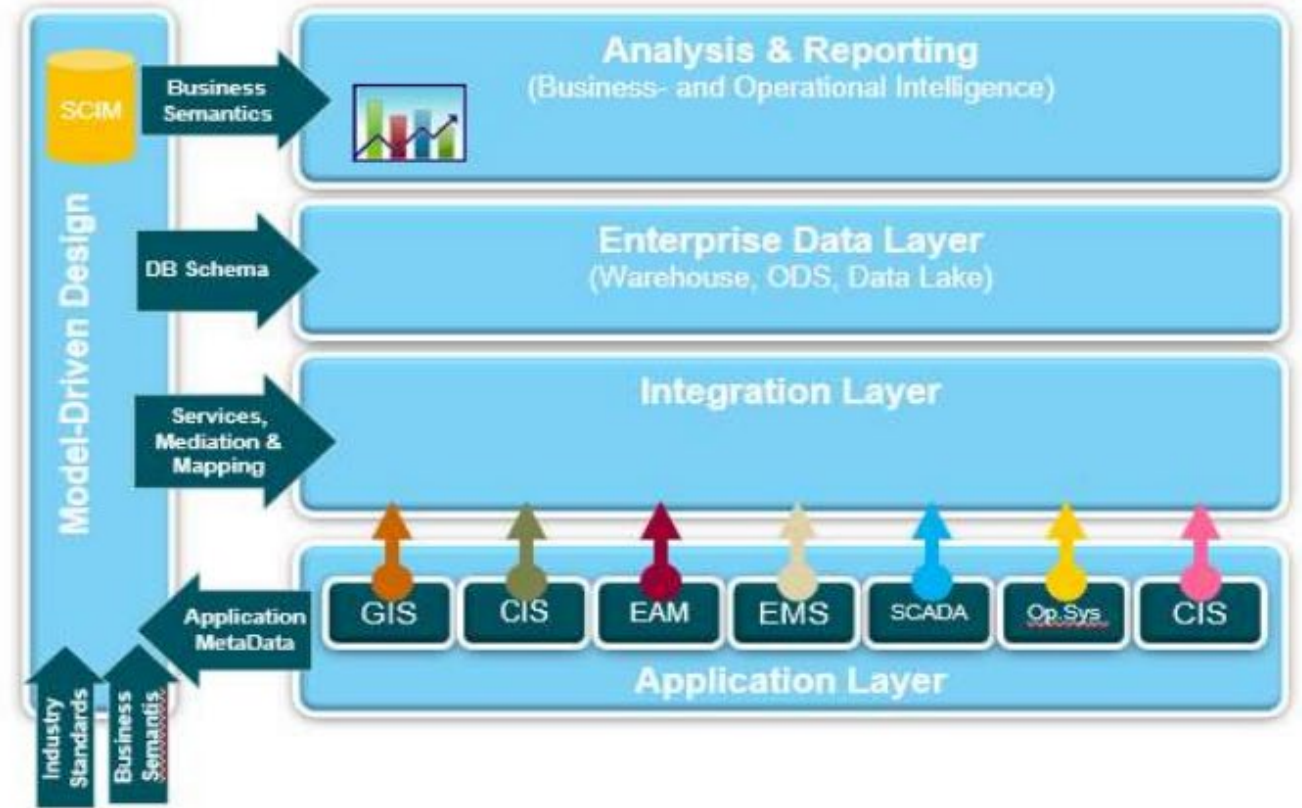 SCIM
Model-Driven Design
Business
Semantics
Analysis & Reporting
(Business- and Operational Intelligence)
DB Schema
Enterprise Data Layer
(Warehouse, ODS, Data Lake)
Services,
Mediation &
Mapping
Integration Layer
Application
MetaData
GIS
CIS
EAM
EMS
SCADA
Op.Sys
CIS
Application Layer
Industry
Standards
Business
Semantis